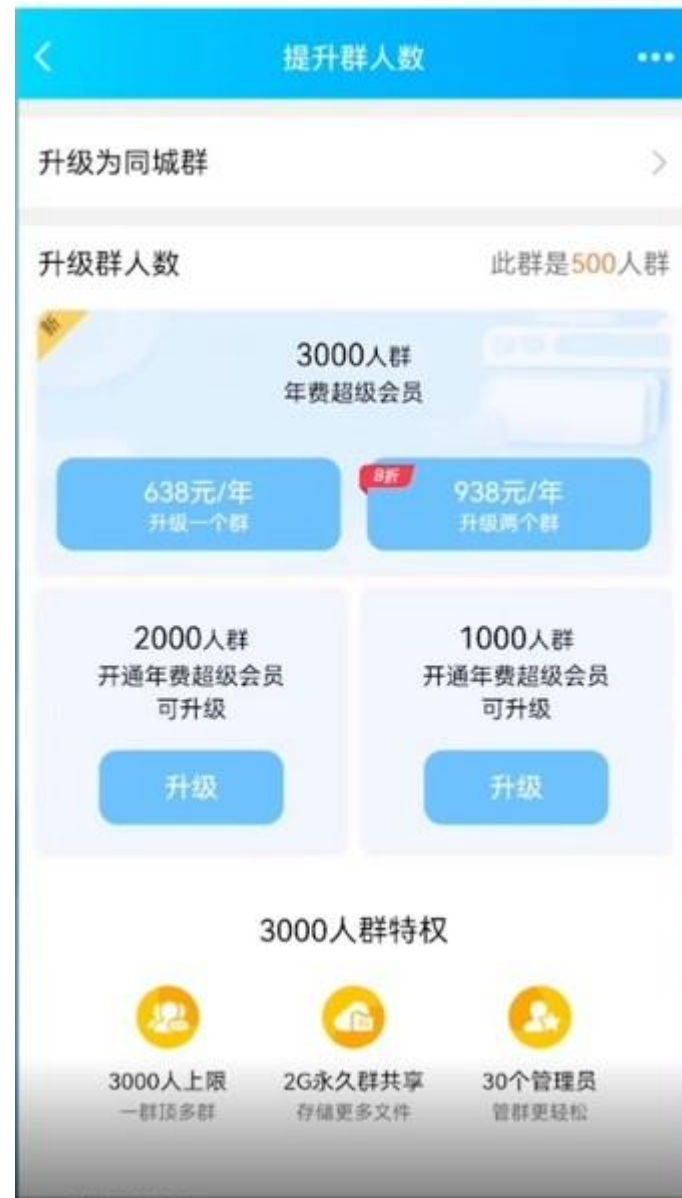 提升群人数
升级为同城群
升级群人数
此群是500人群
新
3000人群
年费超级会员
638元/年
升级一个群
8折
938元/年
升级两个群
2000人群
开通年费超级会员
可升级
升级
1000人群
开通年费超级会员
可升级
升级
3000人群特权
3000人上限
一群顶多群
2G永久群共享
存储更多文件
30个管理员
管群更轻松